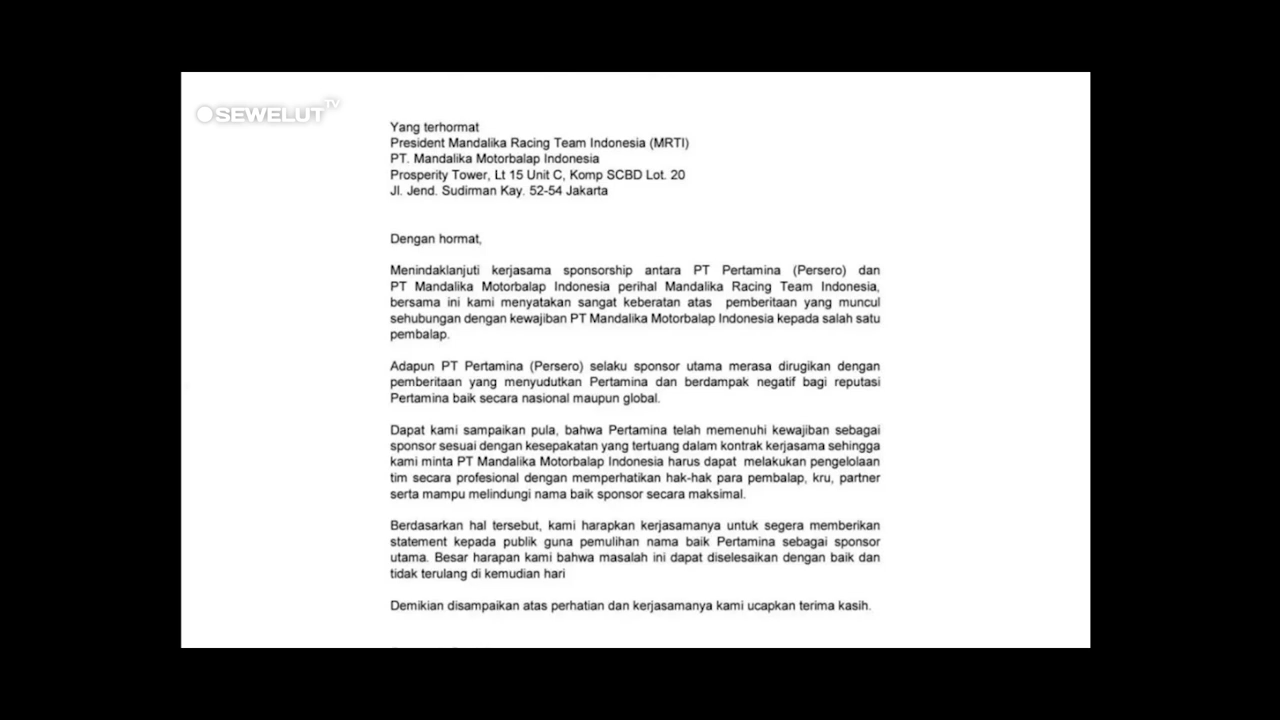 SEWELUT TV
Yang terhormat
President Mandalika Racing Team Indonesia (MRTI)
PT. Mandalika Motorbalap Indonesia
Prosperity Tower, Lt 15 Unit C, Komp SCBD Lot. 20
Jl. Jend. Sudirman Kay. 52-54 Jakarta
Dengan hormat,
Menindaklanjuti kerjasama sponsorship antara PT Pertamina (Persero) dan
PT Mandalika Motorbalap Indonesia perihal Mandalika Racing Team Indonesia,
bersama ini kami menyatakan sangat keberatan atas pemberitaan yang muncul
sehubungan dengan kewajiban PT Mandalika Motorbalap Indonesia kepada salah satu
pembalap.
Adapun PT Pertamina (Persero) selaku sponsor utama merasa dirugikan dengan
pemberitaan yang menyudutkan Pertamina dan berdampak negatif bagi reputasi
Pertamina baik secara nasional maupun global.
Dapat kami sampaikan pula, bahwa Pertamina telah memenuhi kewajiban sebagai
sponsor sesuai dengan kesepakatan yang tertuang dalam kontrak kerjasama sehingga
kami minta PT Mandalika Motorbalap Indonesia harus dapat melakukan pengelolaan
tim secara profesional dengan memperhatikan hak-hak para pembalap, kru, partner
serta mampu melindungi nama baik sponsor secara maksimal.
Berdasarkan hal tersebut, kami harapkan kerjasamanya untuk segera memberikan
statement kepada publik guna pemulihan nama baik Pertamina sebagai sponsor
utama. Besar harapan kami bahwa masalah ini dapat diselesaikan dengan baik dan
tidak terulang di kemudian hari
Demikian disampaikan atas perhatian dan kerjasamanya kami ucapkan terima kasih.